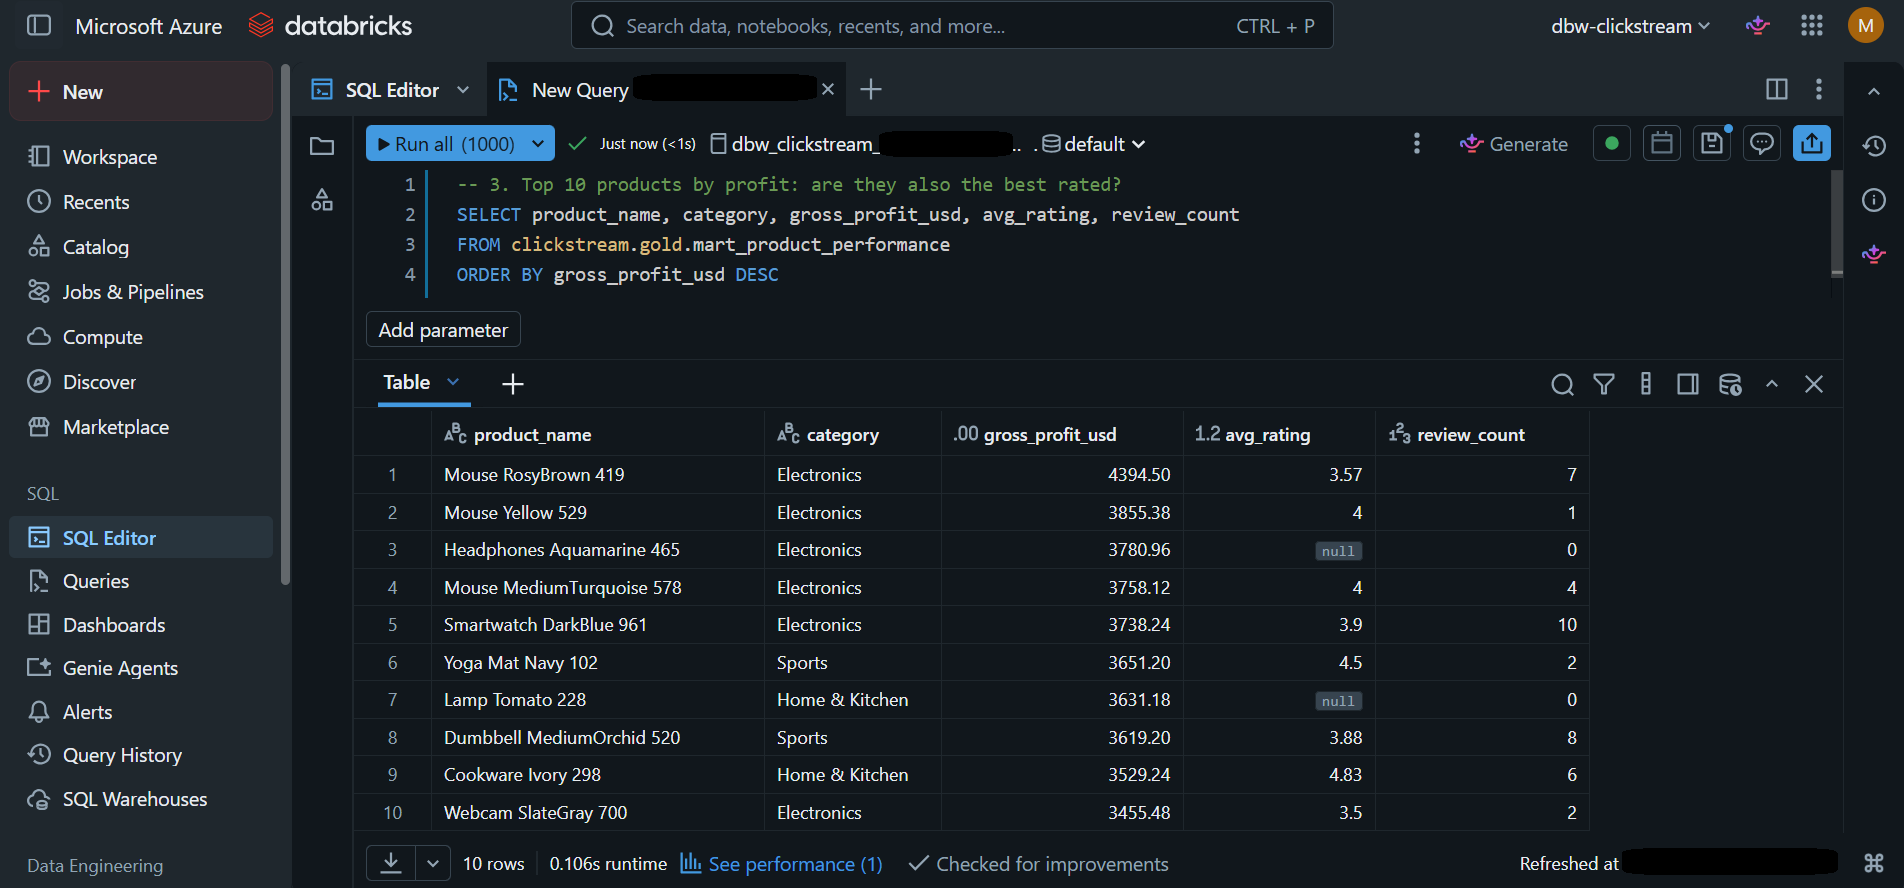 Microsoft Azure databricks Search data, notebooks, recents, and more... CTRL + P dbw-clickstream M
New
Workspace
Recents
Catalog
Jobs & Pipelines
Compute
Discover
Marketplace
SQL
SQL Editor
Queries
Dashboards
Genie Agents
Alerts
Query History
SQL Warehouses
Data Engineering
SQL Editor New Query
Run all (1000) Just now (<1s) dbw_clickstream_ ... . default Generate
1 -- 3. Top 10 products by profit: are they also the best rated?
2 SELECT product_name, category, gross_profit_usd, avg_rating, review_count
3 FROM clickstream.gold.mart_product_performance
4 ORDER BY gross_profit_usd DESC
Add parameter
Table
ABC product_name ABC category .00 gross_profit_usd 1.2 avg_rating 123 review_count
1 Mouse RosyBrown 419 Electronics 4394.50 3.57 7
2 Mouse Yellow 529 Electronics 3855.38 4 1
3 Headphones Aquamarine 465 Electronics 3780.96 null 0
4 Mouse MediumTurquoise 578 Electronics 3758.12 4 4
5 Smartwatch DarkBlue 961 Electronics 3738.24 3.9 10
6 Yoga Mat Navy 102 Sports 3651.20 4.5 2
7 Lamp Tomato 228 Home & Kitchen 3631.18 null 0
8 Dumbbell MediumOrchid 520 Sports 3619.20 3.88 8
9 Cookware Ivory 298 Home & Kitchen 3529.24 4.83 6
10 Webcam SlateGray 700 Electronics 3455.48 3.5 2
10 rows 0.106s runtime See performance (1) Checked for improvements Refreshed at